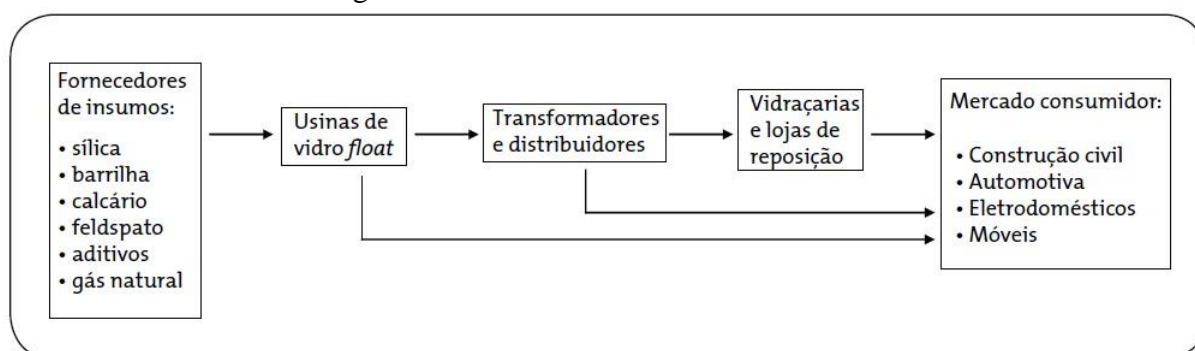 Fornecedores
de insumos:
• sílica
• barrilha
• calcário
• feldspato
• aditivos
• gás natural
Usinas de
vidro float
Transformadores
e distribuidores
Vidraçarias
e lojas de
reposição
Mercado consumidor:
• Construção civil
• Automotiva
• Eletrodomésticos
• Móveis